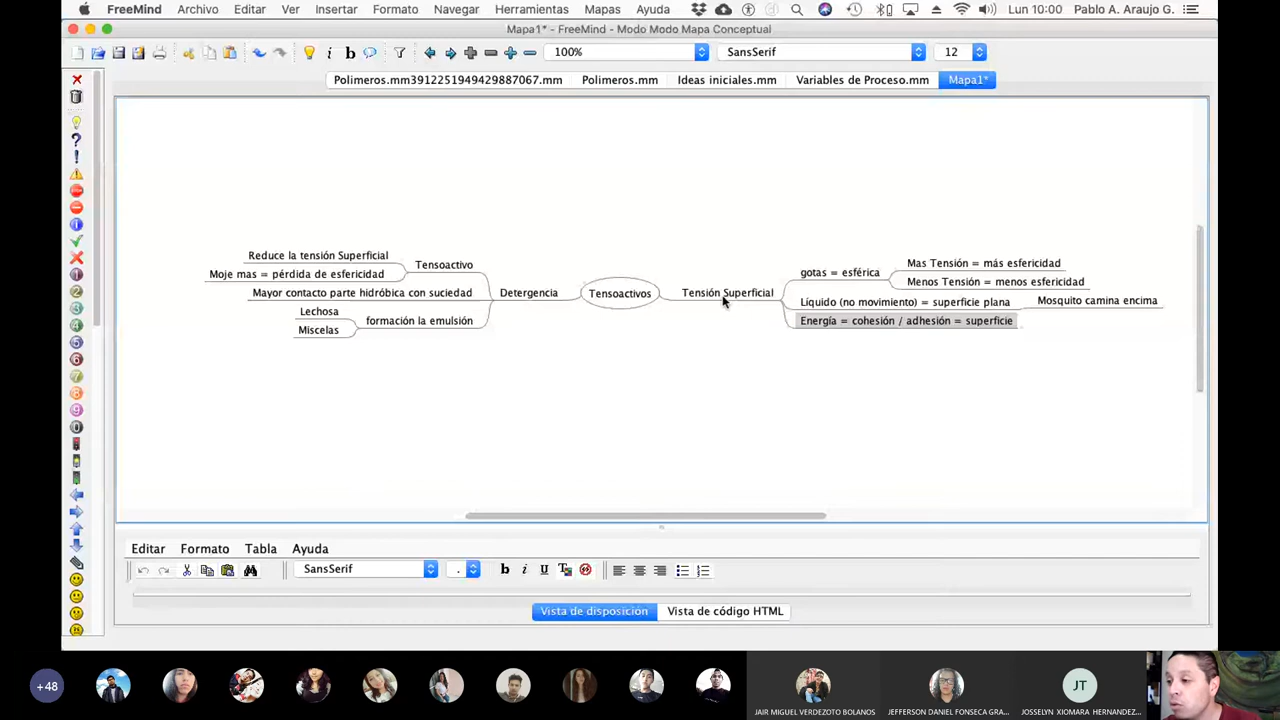 FreeMind Archivo Editar Ver Insertar Formato Navegar Herramientas Mapas Ayuda Lun 10:00 Pablo A. Araujo G.
Mapa1* - FreeMind - Modo Modo Mapa Conceptual
100% SansSerif 12
Polimeros.mm3912251949429887067.mm Polimeros.mm Ideas iniciales.mm Variables de Proceso.mm Mapa1*
Reduce la tensión Superficial
Moje mas = pérdida de esfericidad
Tensoactivo
Mayor contacto parte hidróbica con suciedad
Detergencia
Lechosa
Miscelas
formación la emulsión
Tensoactivos
Tensión Superficial
gotas = esférica
Mas Tensión = más esfericidad
Menos Tensión = menos esfericidad
Líquido (no movimiento) = superficie plana
Mosquito camina encima
Energía = cohesión / adhesión = superficie
Editar Formato Tabla Ayuda
SansSerif . b i U
Vista de disposición Vista de código HTML
+48
JT
JAIR MIGUEL VERDEZOTO BOLANOS
JEFFERSON DANIEL FONSECA GRA...
JOSSELYN XIOMARA HERNANDEZ...